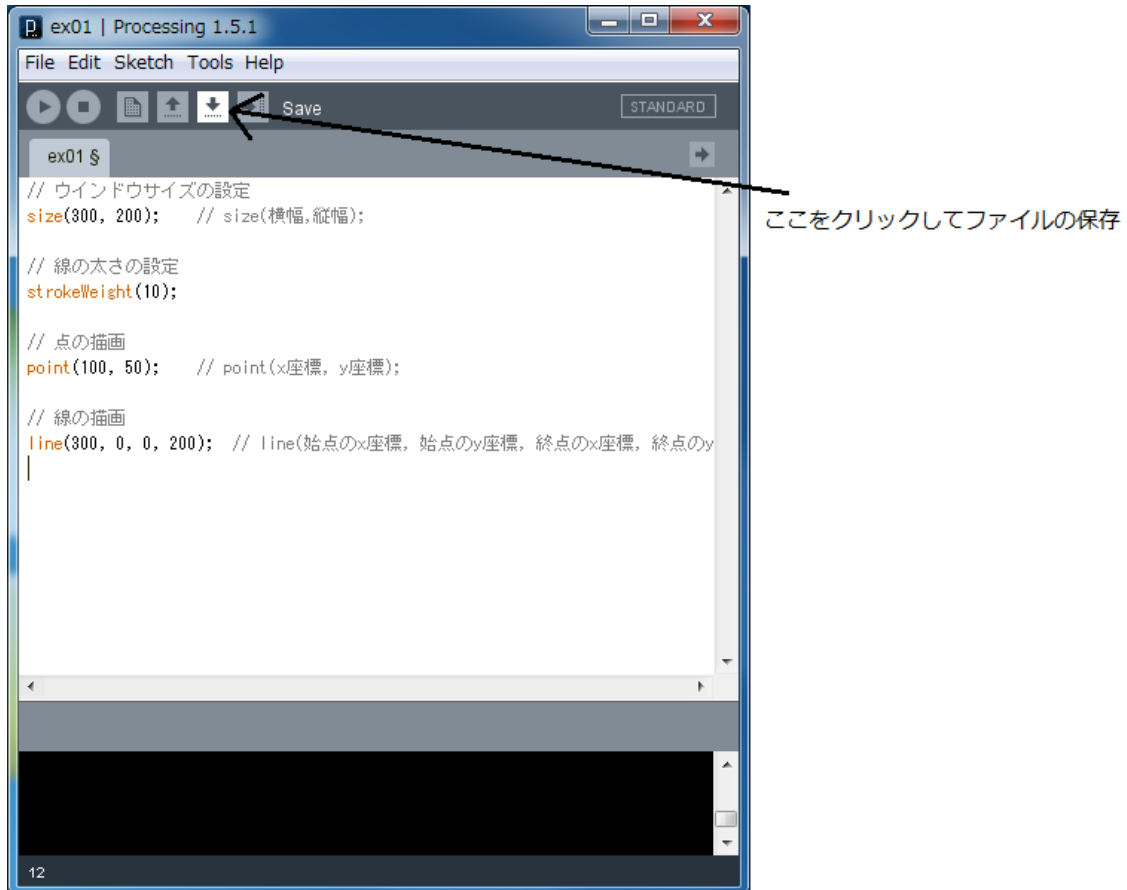 ex01 | Processing 1.5.1
File Edit Sketch Tools Help
Save
STANDARD
ex01 §
// ウインドウサイズの設定
size(300, 200);    // size(横幅,縦幅);
// 線の太さの設定
strokeWeight(10);
// 点の描画
point(100, 50);    // point(x座標, y座標);
// 線の描画
line(300, 0, 0, 200);  // line(始点のx座標, 始点のy座標, 終点のx座標, 終点のy
ここをクリックしてファイルの保存
12